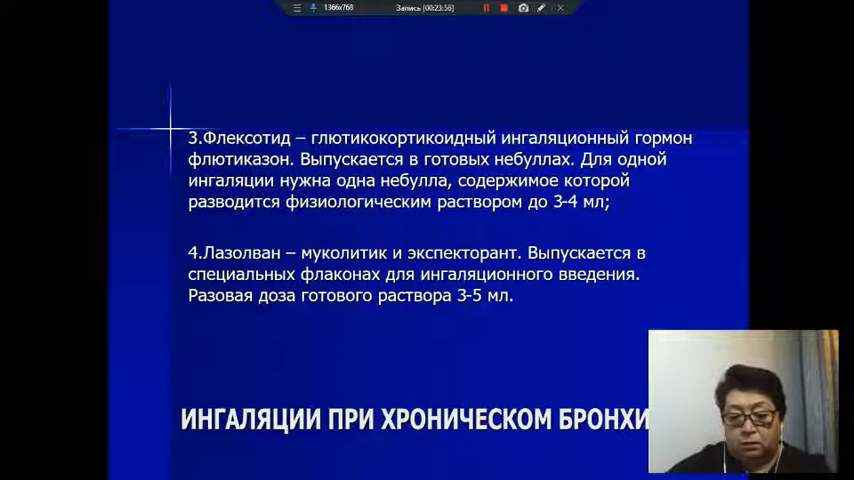 1366x768
Запись [00:23:56]
3.Флексотид – глютикокортикоидный ингаляционный гормон
флютиказон. Выпускается в готовых небуллах. Для одной
ингаляции нужна одна небулла, содержимое которой
разводится физиологическим раствором до 3-4 мл;
4.Лазолван – муколитик и экспекторант. Выпускается в
специальных флаконах для ингаляционного введения.
Разовая доза готового раствора 3-5 мл.
ИНГАЛЯЦИИ ПРИ ХРОНИЧЕСКОМ БРОНХИ